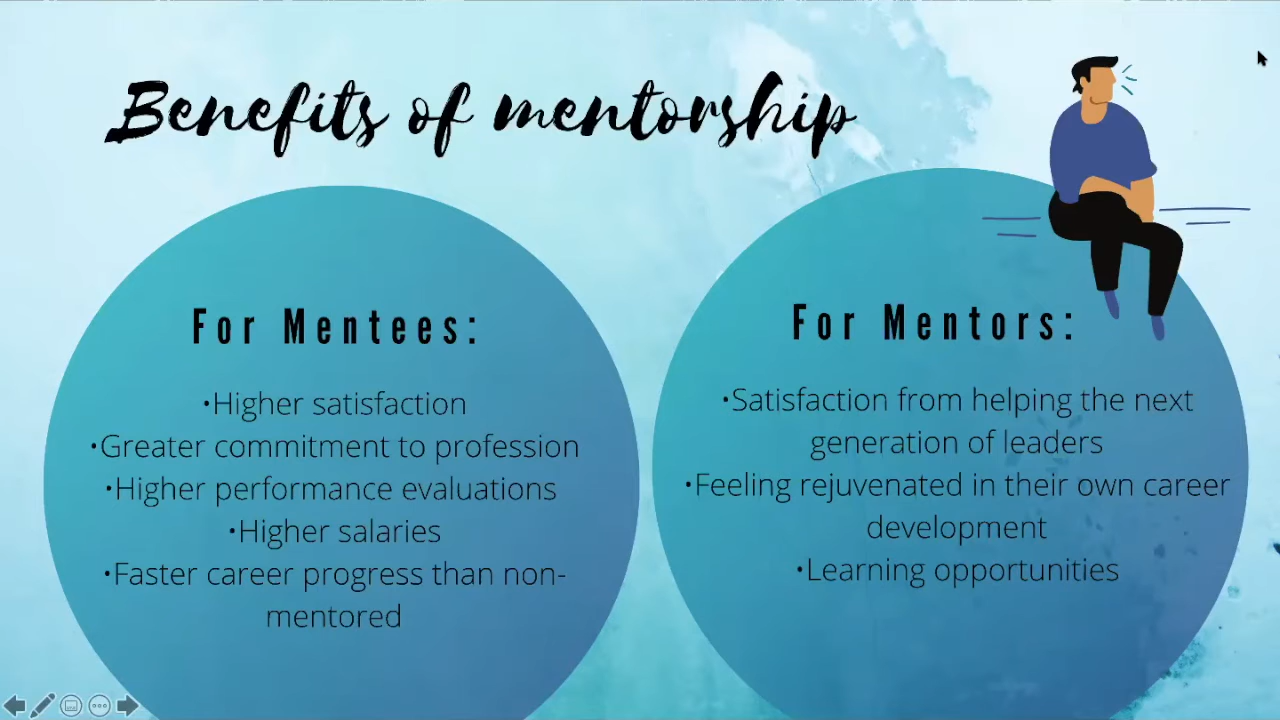 Benefits of mentorship
For Mentees:
•Higher satisfaction
•Greater commitment to profession
•Higher performance evaluations
•Higher salaries
•Faster career progress than non-
mentored
For Mentors:
•Satisfaction from helping the next
generation of leaders
•Feeling rejuvenated in their own career
development
•Learning opportunities